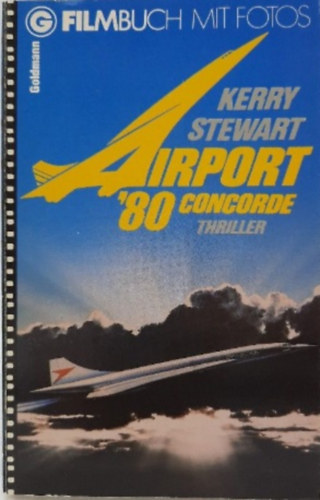 G FILMBUCH MIT FOTOS
Goldmann
KERRY
STEWART
AIRPORT
'80 CONCORDE
THRILLER